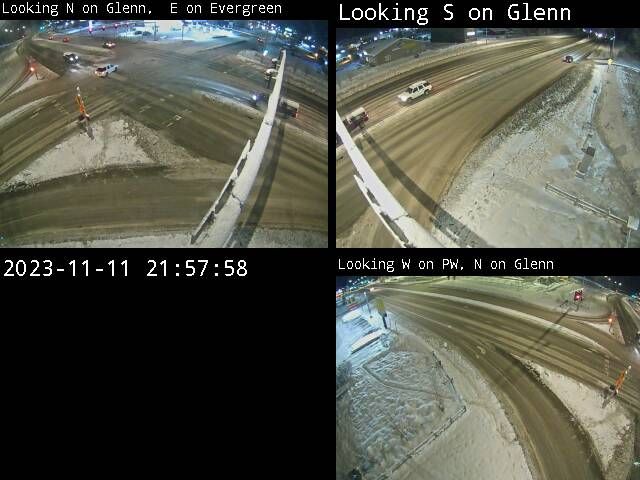 Looking N on Glenn,  E on Evergreen
Looking S on Glenn
2023-11-11 21:57:58
Looking W on PW, N on Glenn